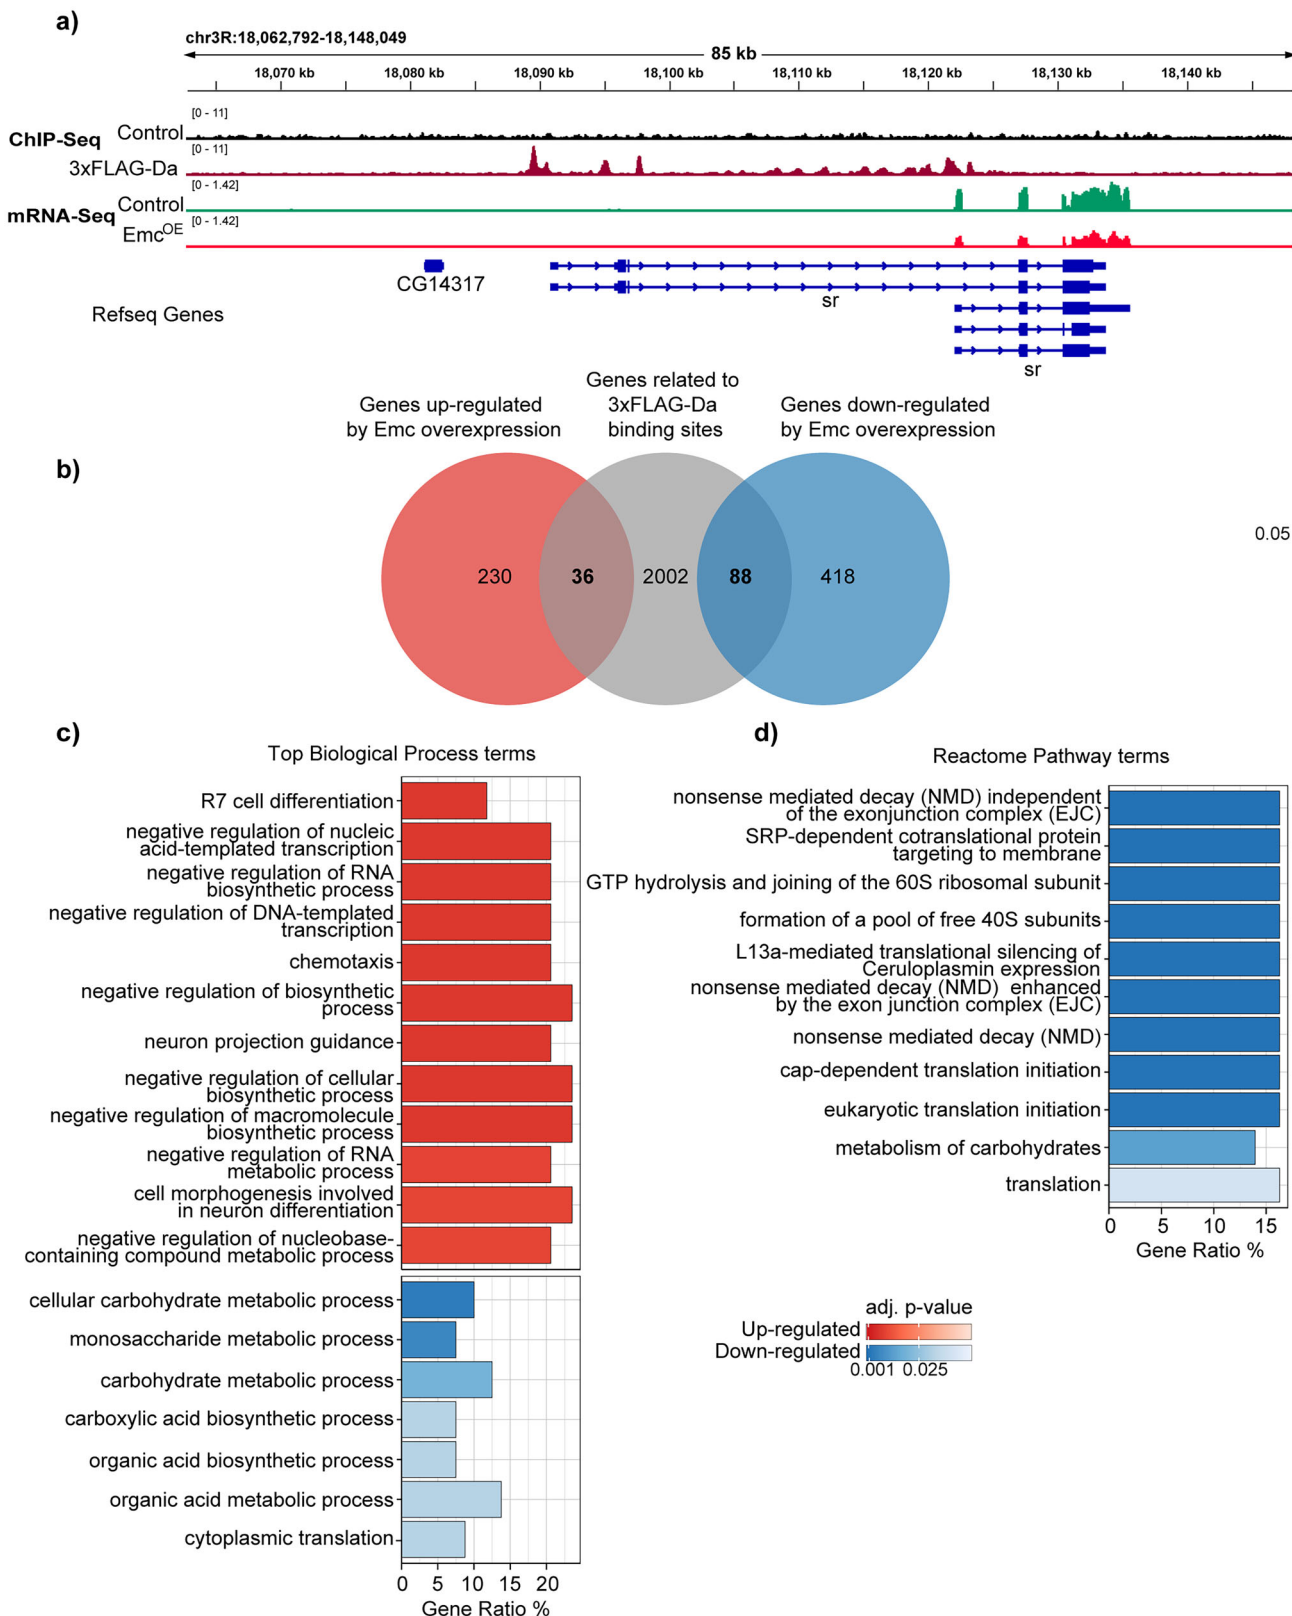 a)
chr3R:18,062,792-18,148,049
85 kb
18,070 kb 18,080 kb 18,090 kb 18,100 kb 18,110 kb 18,120 kb 18,130 kb 18,140 kb
ChIP-Seq
Control
[0 - 11]
3xFLAG-Da
[0 - 11]
mRNA-Seq
Control
[0 - 1.42]
EmcOE
[0 - 1.42]
Refseq Genes
CG14317
sr
sr
b)
Genes up-regulated
by Emc overexpression
Genes related to
3xFLAG-Da
binding sites
Genes down-regulated
by Emc overexpression
230 36 2002 88 418
0.05
c)
Top Biological Process terms
R7 cell differentiation
negative regulation of nucleic
acid-templated transcription
negative regulation of RNA
biosynthetic process
negative regulation of DNA-templated
transcription
chemotaxis
negative regulation of biosynthetic
process
neuron projection guidance
negative regulation of cellular
biosynthetic process
negative regulation of macromolecule
biosynthetic process
negative regulation of RNA
metabolic process
cell morphogenesis involved
in neuron differentiation
negative regulation of nucleobase-
containing compound metabolic process
cellular carbohydrate metabolic process
monosaccharide metabolic process
carbohydrate metabolic process
carboxylic acid biosynthetic process
organic acid biosynthetic process
organic acid metabolic process
cytoplasmic translation
0 5 10 15 20
Gene Ratio %
d)
Reactome Pathway terms
nonsense mediated decay (NMD) independent
of the exonjunction complex (EJC)
SRP-dependent cotranslational protein
targeting to membrane
GTP hydrolysis and joining of the 60S ribosomal subunit
formation of a pool of free 40S subunits
L13a-mediated translational silencing of
Ceruloplasmin expression
nonsense mediated decay (NMD) enhanced
by the exon junction complex (EJC)
nonsense mediated decay (NMD)
cap-dependent translation initiation
eukaryotic translation initiation
metabolism of carbohydrates
translation
0 5 10 15
Gene Ratio %
adj. p-value
Up-regulated
Down-regulated
0.001 0.025